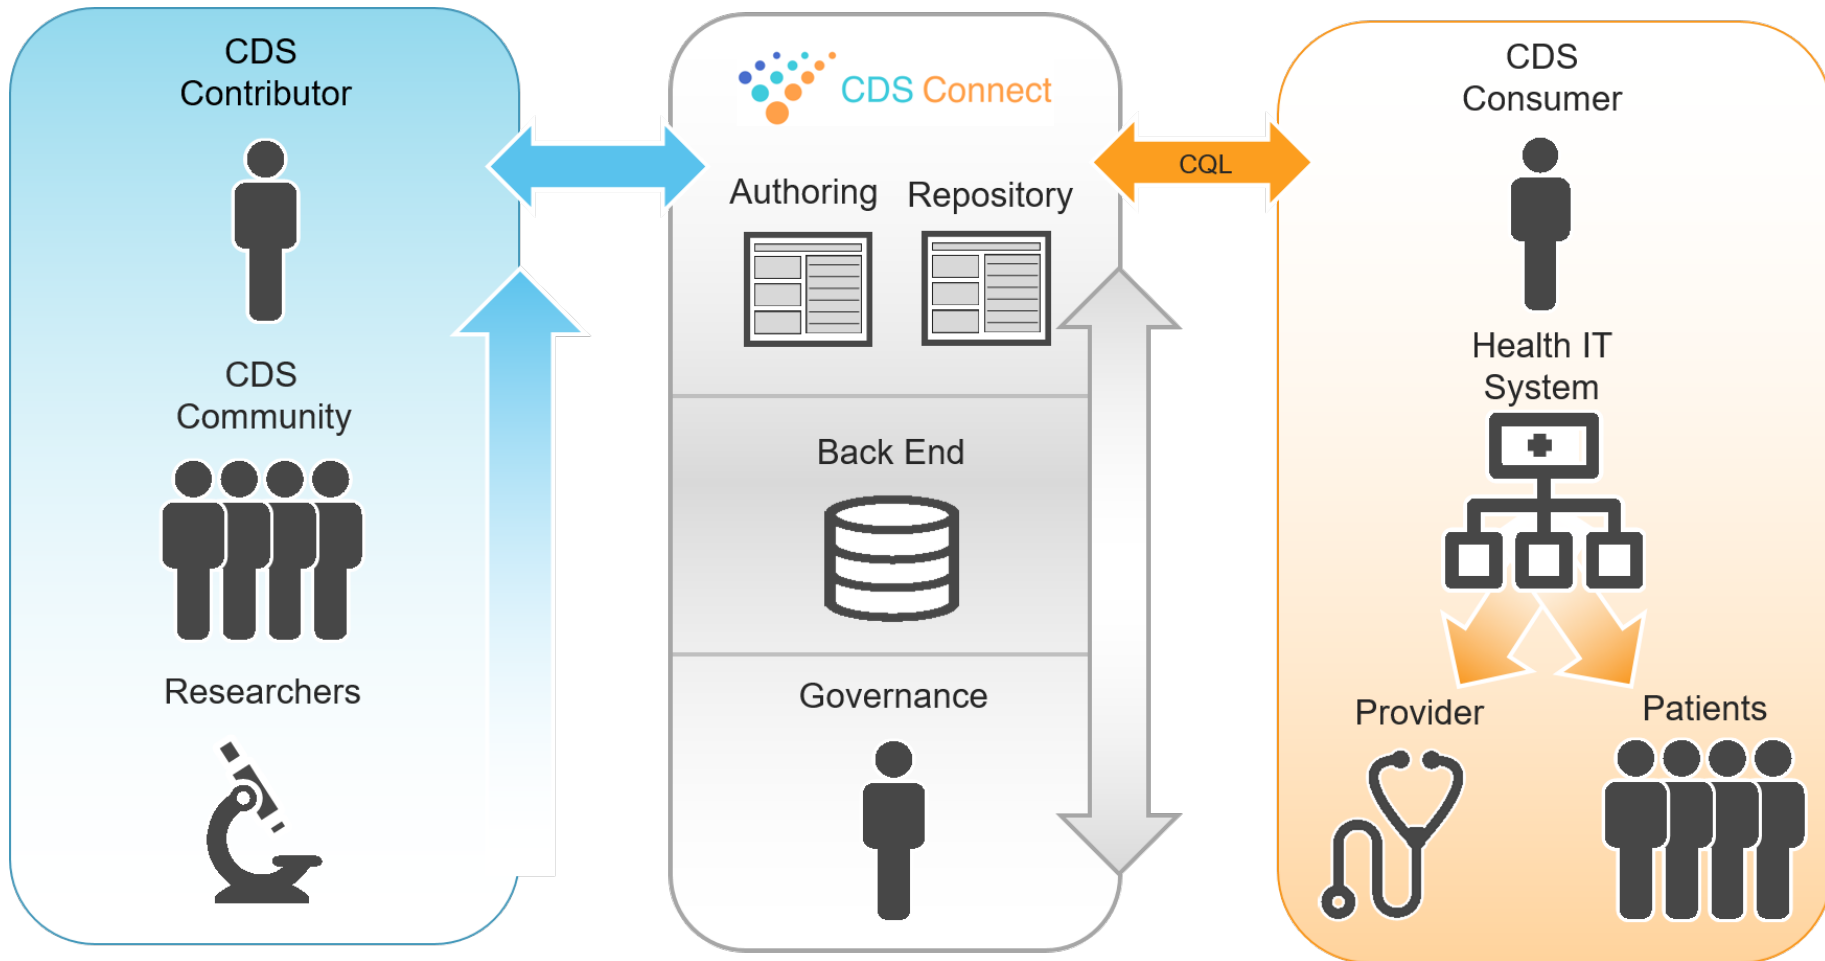 CDS
Contributor
CDS
Community
Researchers
CDS Connect
Authoring
Repository
Back End
Governance
CQL
CDS
Consumer
Health IT
System
Provider
Patients